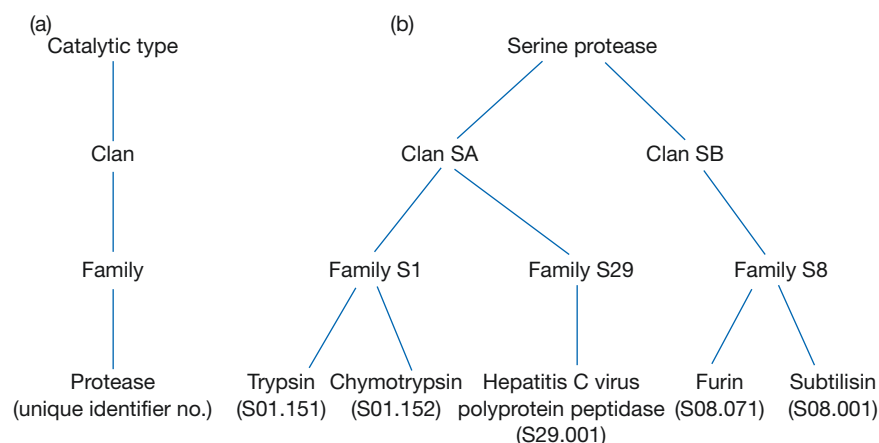 (a)
Catalytic type
Clan
Family
Protease
(unique identifier no.)
(b)
Serine protease
Clan SA
Clan SB
Family S1
Family S29
Family S8
Trypsin
(S01.151)
Chymotrypsin
(S01.152)
Hepatitis C virus
polyprotein peptidase
(S29.001)
Furin
(S08.071)
Subtilisin
(S08.001)